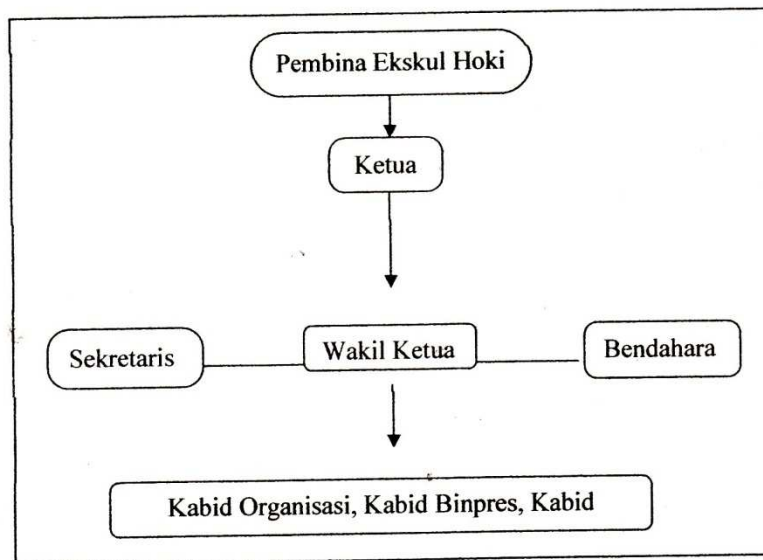 Pembina Ekskul Hoki
Ketua
Sekretaris
Wakil Ketua
Bendahara
Kabid Organisasi, Kabid Binpres, Kabid